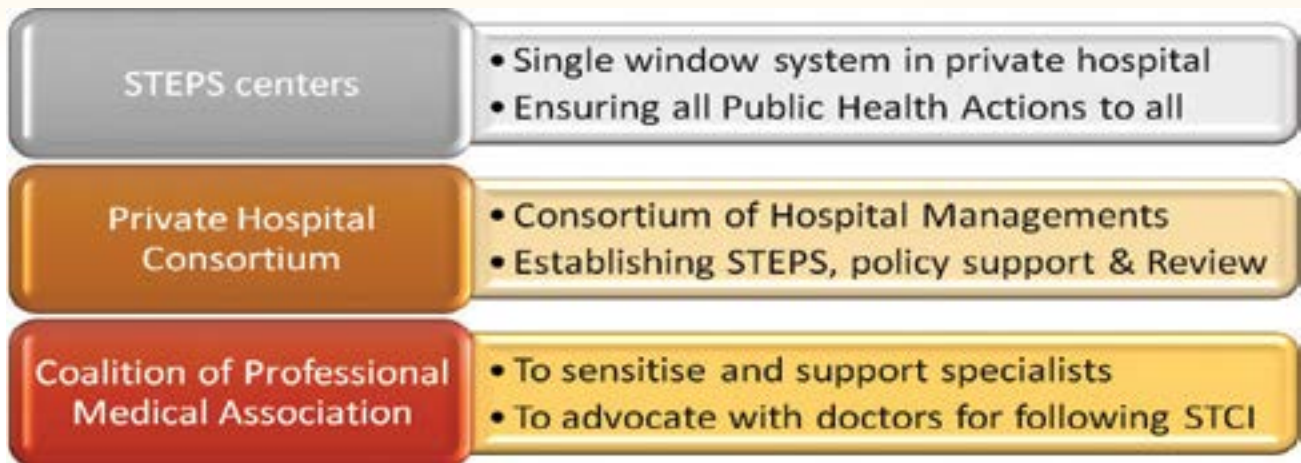 STEPS centers
• Single window system in private hospital
• Ensuring all Public Health Actions to all
Private Hospital
Consortium
• Consortium of Hospital Managements
• Establishing STEPS, policy support & Review
Coalition of Professional
Medical Association
• To sensitise and support specialists
• To advocate with doctors for following STCI